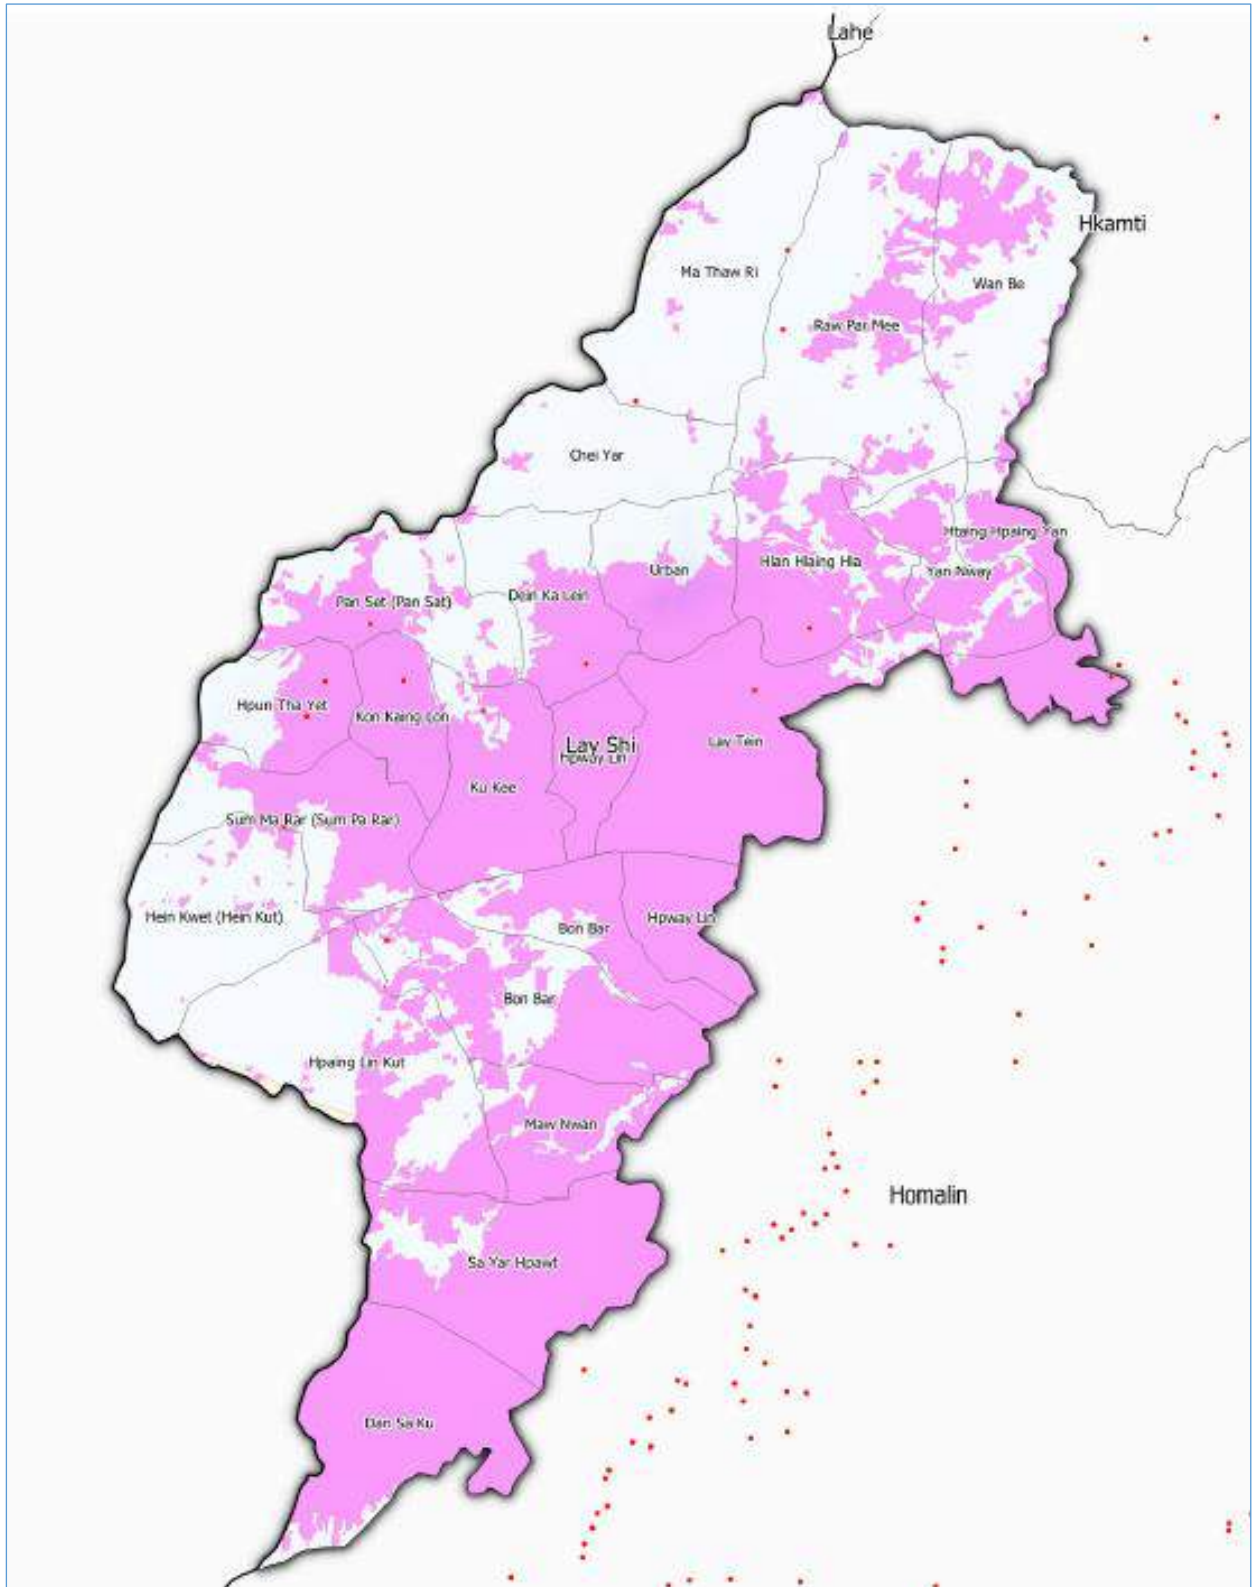 Lahe
Hkamti
Ma Thaw Ri
Wan Be
Raw Par Mee
Chei Yar
Htaing Hpaing Yan
Hlan Hlaing Hla
Urban
Yan Nway
Dein Ka Lein
Pan Set (Pan Sat)
Hpun Tha Yet
Kon Kaing Lon
Lay Shi
Lay Tein
Hpway Lin
Ku Kee
Sum Ma Rar (Sum Pa Rar)
Hein Kwet (Hein Kut)
Hpway Lin
Bon Bar
Bon Bar
Hpaing Lin Kut
Maw Nwan
Homalin
Sa Yar Hpawt
Dan Sa Ku